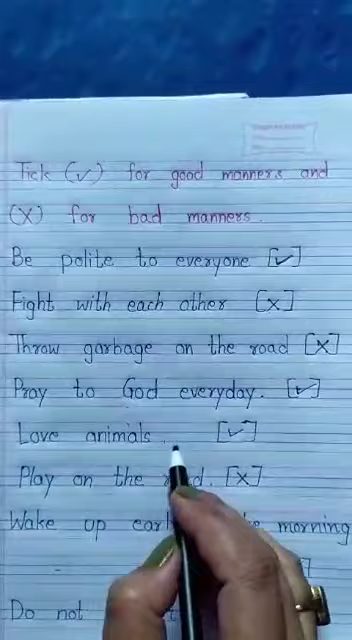 Tick (✓) for good manners and
(X) for bad manners.
Be polite to everyone [✓]
Fight with each other [X]
Throw garbage on the road [X]
Pray to God everyday. [✓]
Love animals. [✓]
Play on the [X]
Wake up morning
Do not